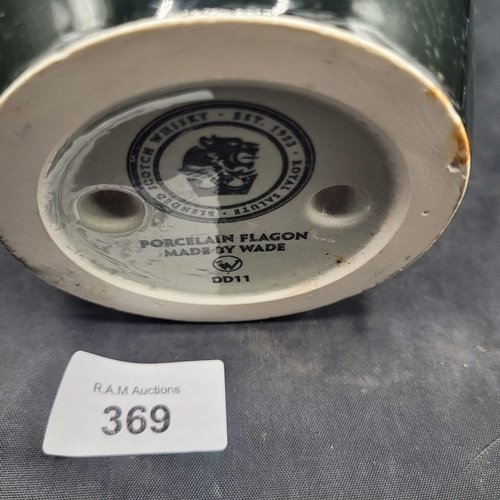 BLENDED SCOTCH WHISKY · EST. 1953 · ROYAL SALUTE ·
PORCELAIN FLAGON
MADE BY WADE
W
DD11
R.A.M Auctions
369